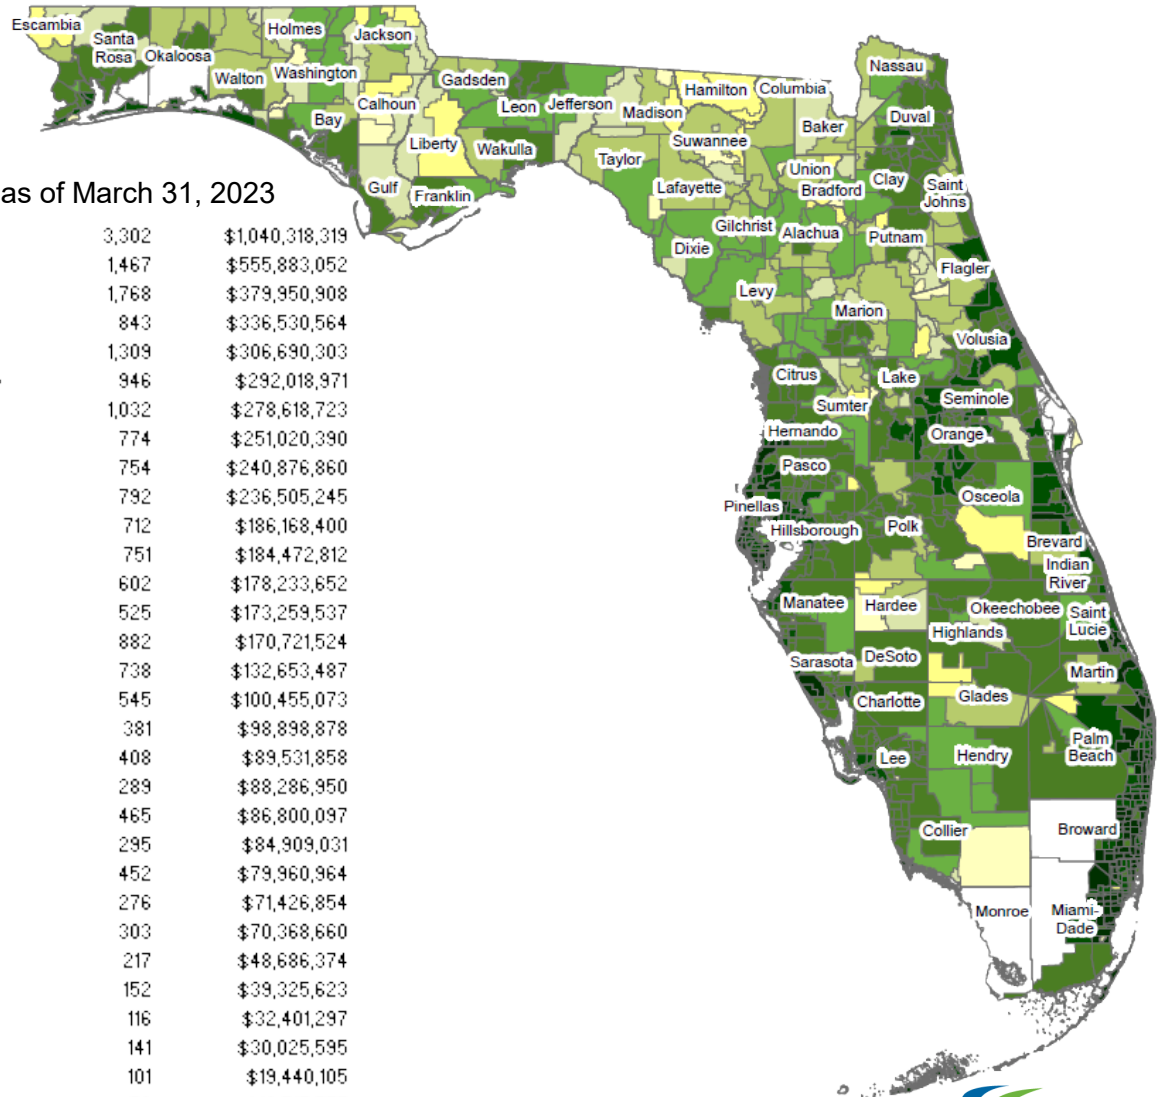 Escambia
Santa
Rosa
Okaloosa
Holmes
Jackson
Walton
Washington
Bay
Calhoun
Gadsden
Liberty
Leon
Jefferson
Wakulla
Gulf
Franklin
Madison
Taylor
Hamilton
Columbia
Suwannee
Lafayette
Nassau
Baker
Duval
Union
Bradford
Clay
Saint
Johns
Gilchrist
Alachua
Putnam
Dixie
Flagler
Levy
Marion
Volusia
Citrus
Lake
Sumter
Seminole
Hernando
Orange
Pasco
Osceola
Pinellas
Hillsborough
Polk
Brevard
Indian
River
Manatee
Hardee
Okeechobee
Saint
Lucie
Highlands
Sarasota
DeSoto
Martin
Charlotte
Glades
Palm
Beach
Lee
Hendry
Collier
Broward
Monroe
Miami-
Dade
as of March 31, 2023
3,302 $1,040,318,319
1,467 $555,883,052
1,768 $379,950,908
843 $336,530,564
1,309 $306,690,303
946 $292,018,971
1,032 $278,618,723
774 $251,020,390
754 $240,876,860
792 $236,505,245
712 $186,168,400
751 $184,472,812
602 $178,233,652
525 $173,259,537
882 $170,721,524
738 $132,653,487
545 $100,455,073
381 $98,898,878
408 $89,531,858
289 $88,286,950
465 $86,800,097
295 $84,909,031
452 $79,960,964
276 $71,426,854
303 $70,368,660
217 $48,686,374
152 $39,325,623
116 $32,401,297
141 $30,025,595
101 $19,440,105